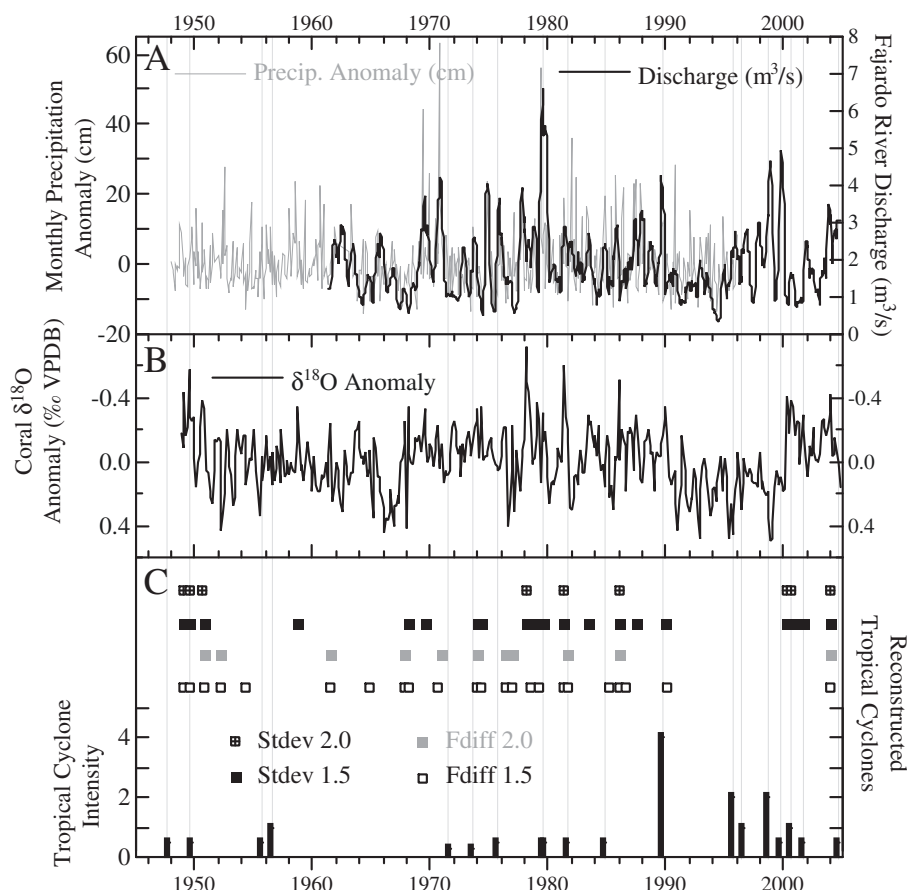 1950 1960 1970 1980 1990 2000
A
Precip. Anomaly (cm)
Discharge (m³/s)
Monthly Precipitation
Anomaly (cm)
60
40
20
0
-20
8
7
6
5
4
3
2
1
0
Fajardo River Discharge (m³/s)
B
δ¹⁸O Anomaly
Coral δ¹⁸O
Anomaly (‰ VPDB)
-0.4
0.0
0.4
-0.4
0.0
0.4
C
Reconstructed
Tropical Cyclones
Stdev 2.0
Fdiff 2.0
Stdev 1.5
Fdiff 1.5
Tropical Cyclone
Intensity
4
2
0
1950 1960 1970 1980 1990 2000